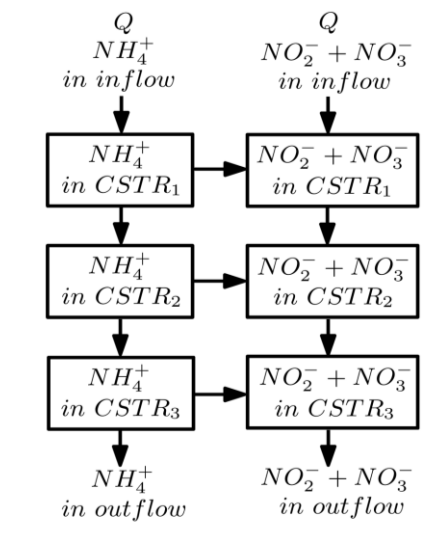 Q Q
NH₄⁺ NO₂⁻ + NO₃⁻
in inflow in inflow
NH₄⁺ NO₂⁻ + NO₃⁻
in CSTR₁ in CSTR₁
NH₄⁺ NO₂⁻ + NO₃⁻
in CSTR₂ in CSTR₂
NH₄⁺ NO₂⁻ + NO₃⁻
in CSTR₃ in CSTR₃
NH₄⁺ NO₂⁻ + NO₃⁻
in outflow in outflow